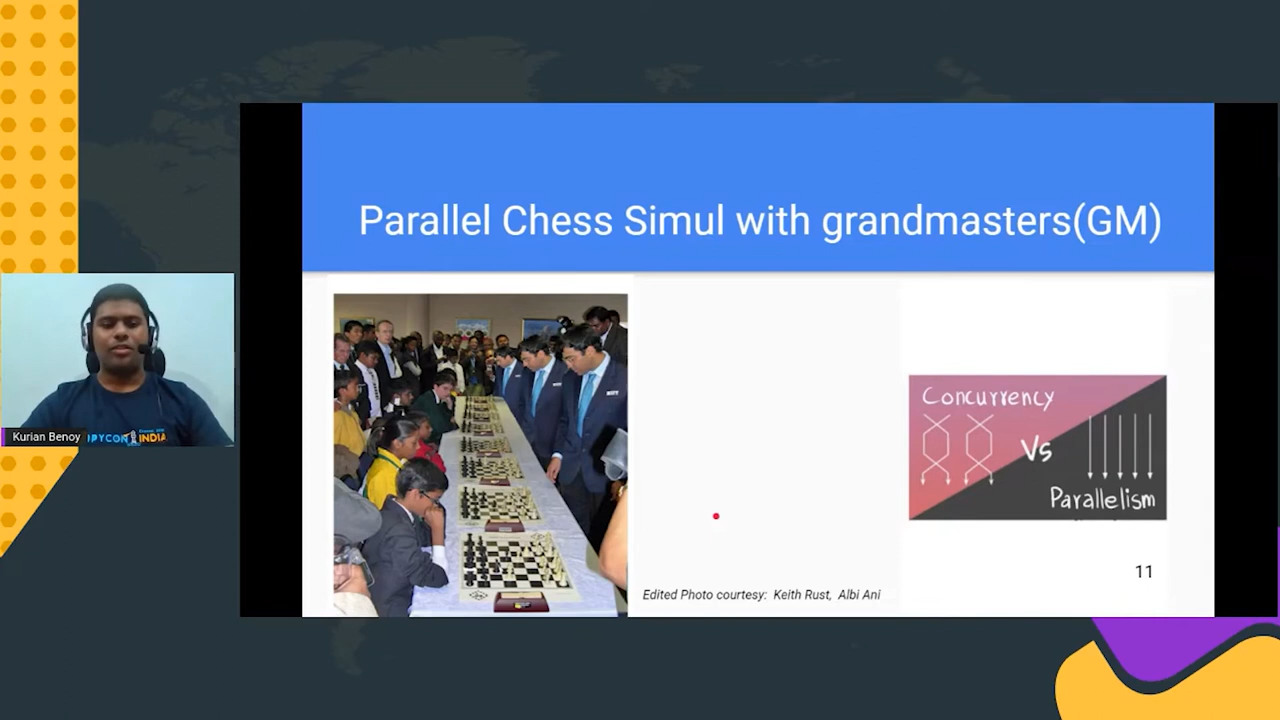 Parallel Chess Simul with grandmasters(GM)
Concurrency
Vs
Parallelism
Kurian Benoy
PYCON INDIA
11
Edited Photo courtesy: Keith Rust, Albi Ani